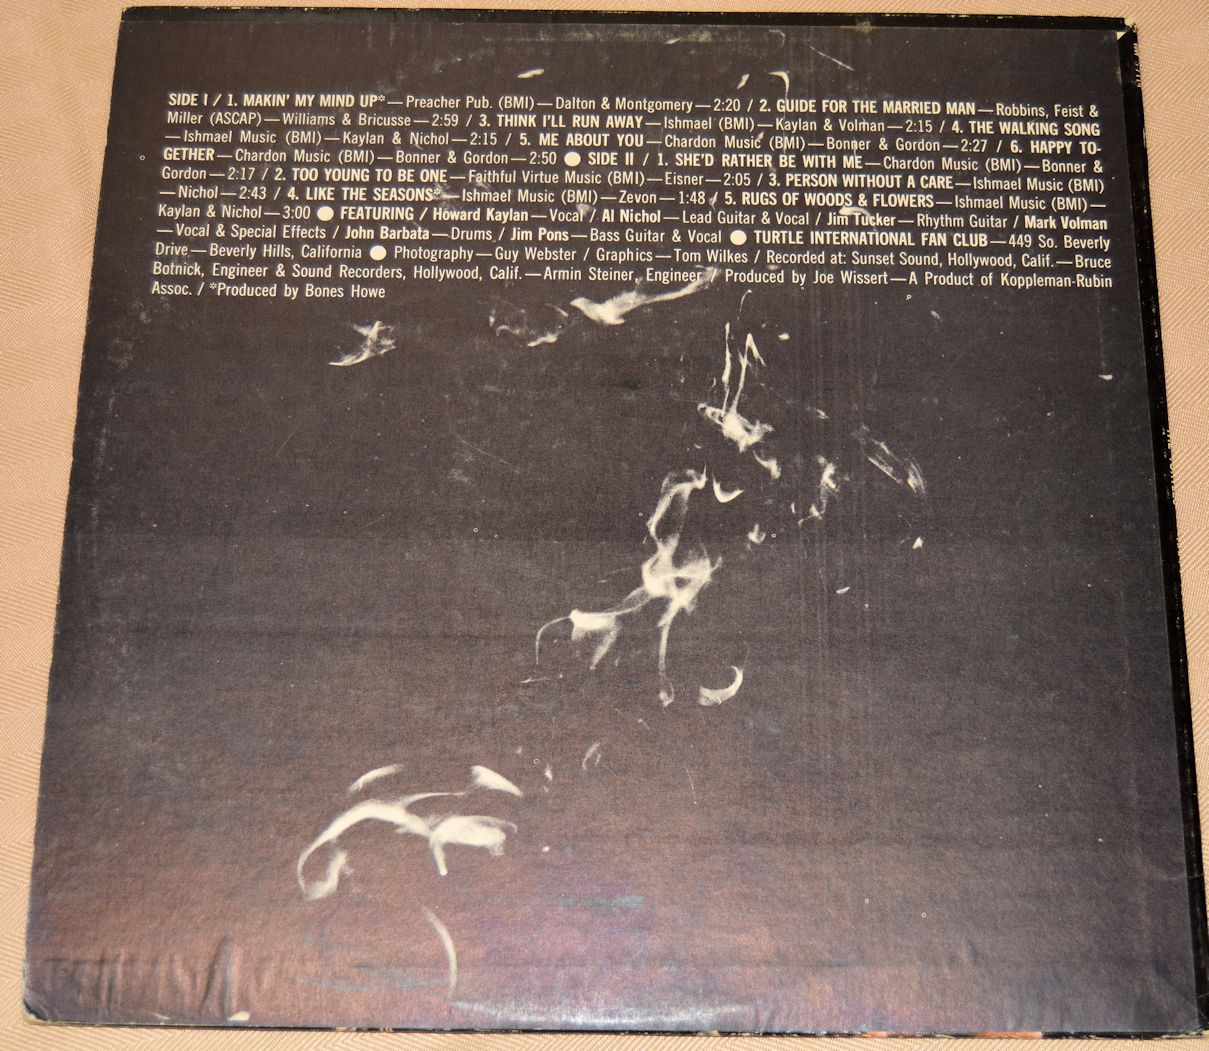 SIDE I / 1. MAKIN' MY MIND UP*—Preacher Pub. (BMI)—Dalton & Montgomery—2:20 / 2. GUIDE FOR THE MARRIED MAN—Robbins, Feist &
Miller (ASCAP)—Williams & Bricusse—2:59 / 3. THINK I'LL RUN AWAY—Ishmael (BMI)—Kaylan & Volman—2:15 / 4. THE WALKING SONG
—Ishmael Music (BMI)—Kaylan & Nichol—2:15 / 5. ME ABOUT YOU—Chardon Music (BMI)—Bonner & Gordon—2:27 / 6. HAPPY TO-
GETHER—Chardon Music (BMI)—Bonner & Gordon—2:50 ● SIDE II / 1. SHE'D RATHER BE WITH ME—Chardon Music (BMI)—Bonner &
Gordon—2:17 / 2. TOO YOUNG TO BE ONE—Faithful Virtue Music (BMI)—Eisner—2:05 / 3. PERSON WITHOUT A CARE—Ishmael Music (BMI)
—Nichol—2:43 / 4. LIKE THE SEASONS*—Ishmael Music (BMI)—Zevon—1:48 / 5. RUGS OF WOODS & FLOWERS—Ishmael Music (BMI)—
Kaylan & Nichol—3:00 ● FEATURING / Howard Kaylan—Vocal / Al Nichol—Lead Guitar & Vocal / Jim Tucker—Rhythm Guitar / Mark Volman
—Vocal & Special Effects / John Barbata—Drums / Jim Pons—Bass Guitar & Vocal ● TURTLE INTERNATIONAL FAN CLUB—449 So. Beverly
Drive—Beverly Hills, California ● Photography—Guy Webster / Graphics—Tom Wilkes / Recorded at: Sunset Sound, Hollywood, Calif.—Bruce
Botnick, Engineer & Sound Recorders, Hollywood, Calif.—Armin Steiner, Engineer / Produced by Joe Wissert—A Product of Koppleman-Rubin
Assoc. / *Produced by Bones Howe